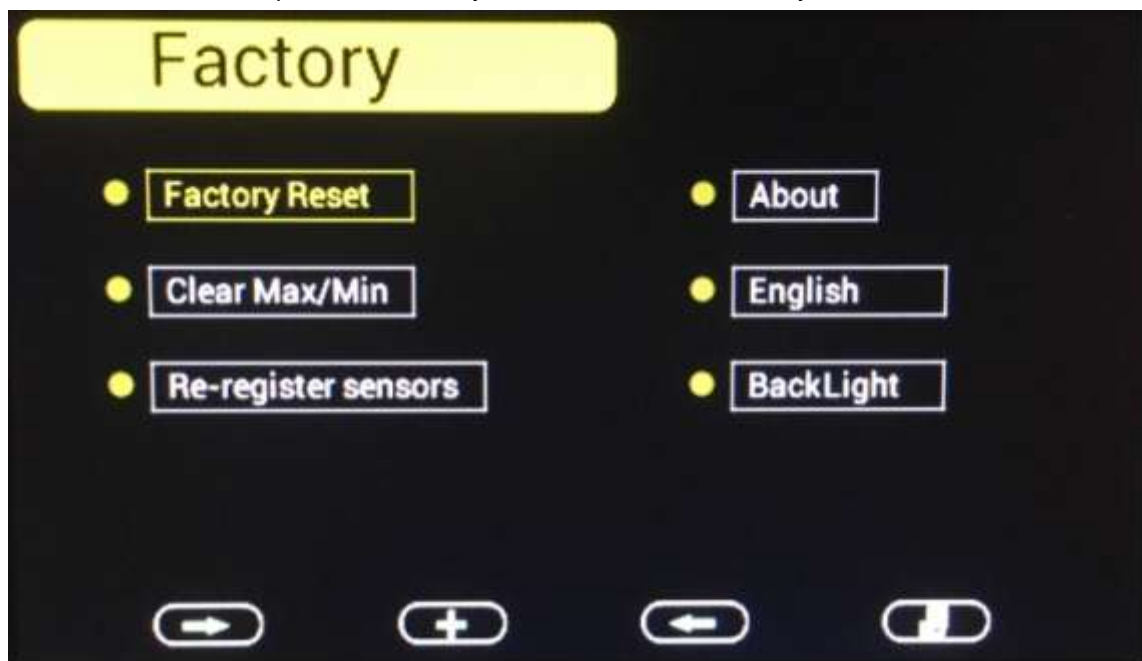 Factory
Factory Reset
About
Clear Max/Min
English
Re-register sensors
BackLight